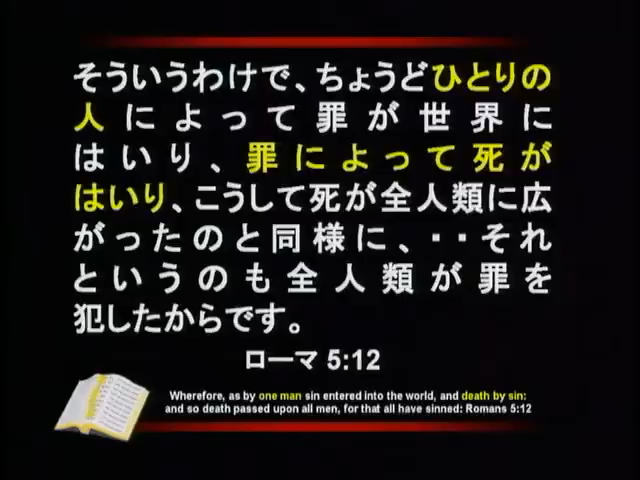 そういうわけで、ちょうどひとりの
人によって罪が世界に
はいり、罪によって死が
はいり、こうして死が全人類に広
がったのと同様に、・・それ
というのも全人類が罪を
犯したからです。
ローマ 5:12
Wherefore, as by one man sin entered into the world, and death by sin:
and so death passed upon all men, for that all have sinned: Romans 5:12